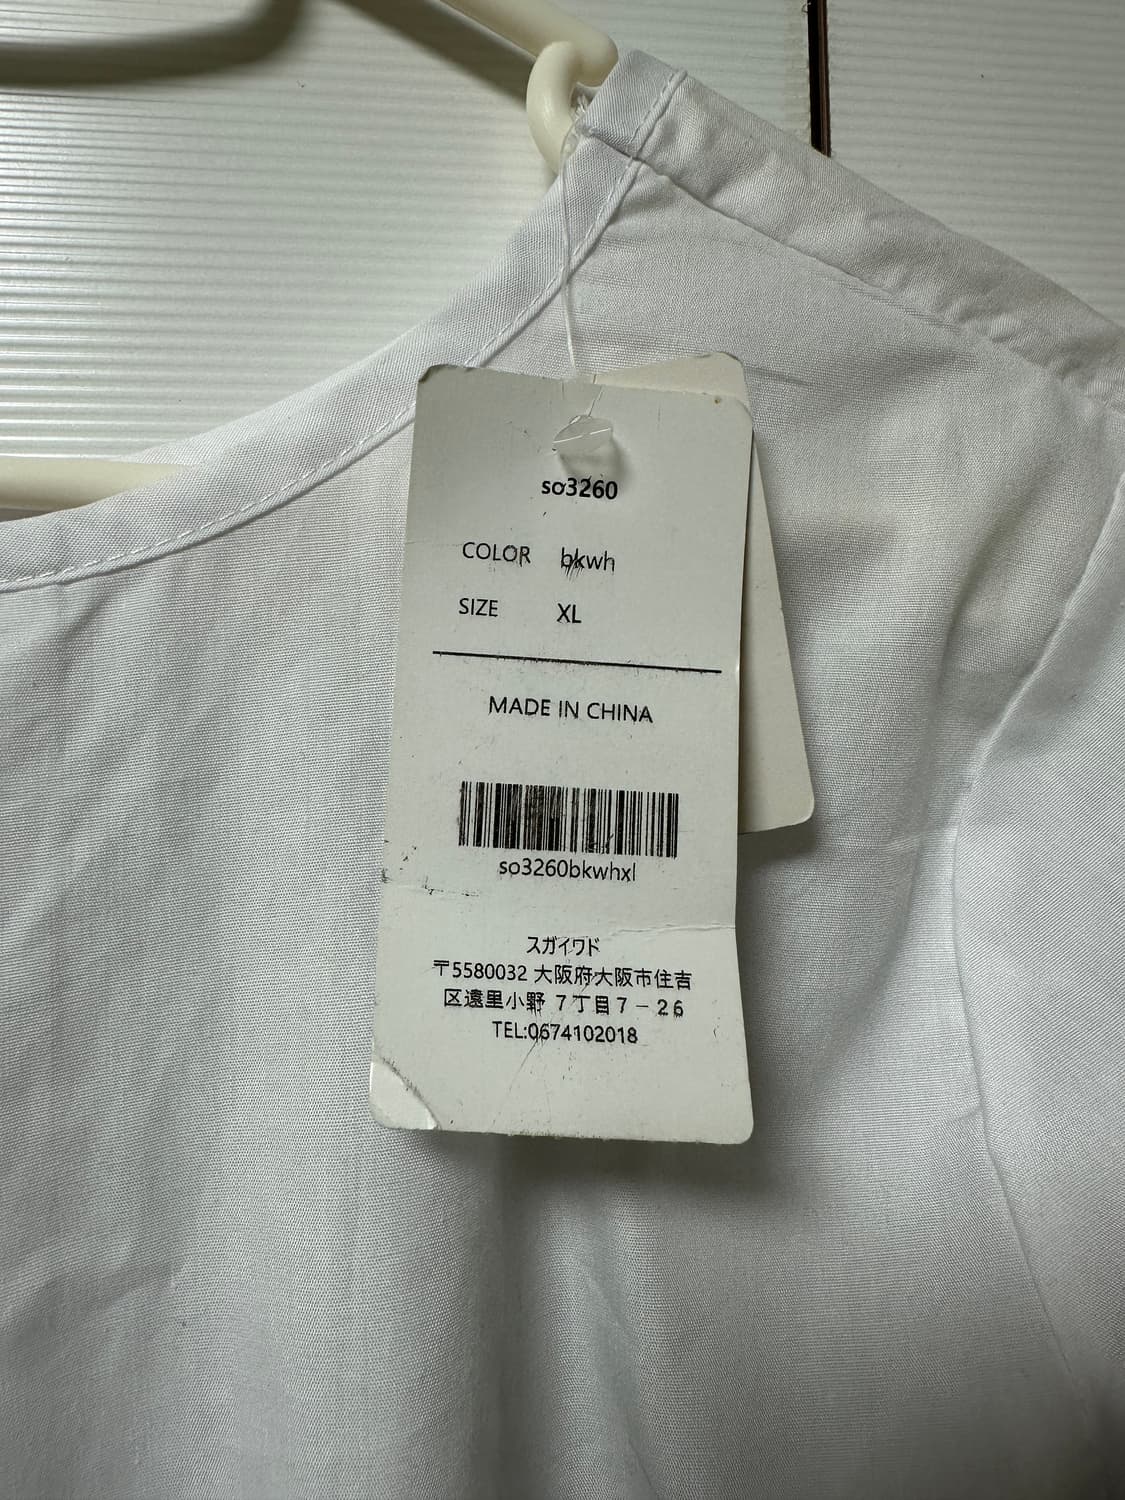 so3260
COLOR bkwh
SIZE XL
MADE IN CHINA
so3260bkwhxl
スガイワド
〒5580032 大阪府大阪市住吉
区遠里小野 ７丁目７－２６
TEL:0674102018